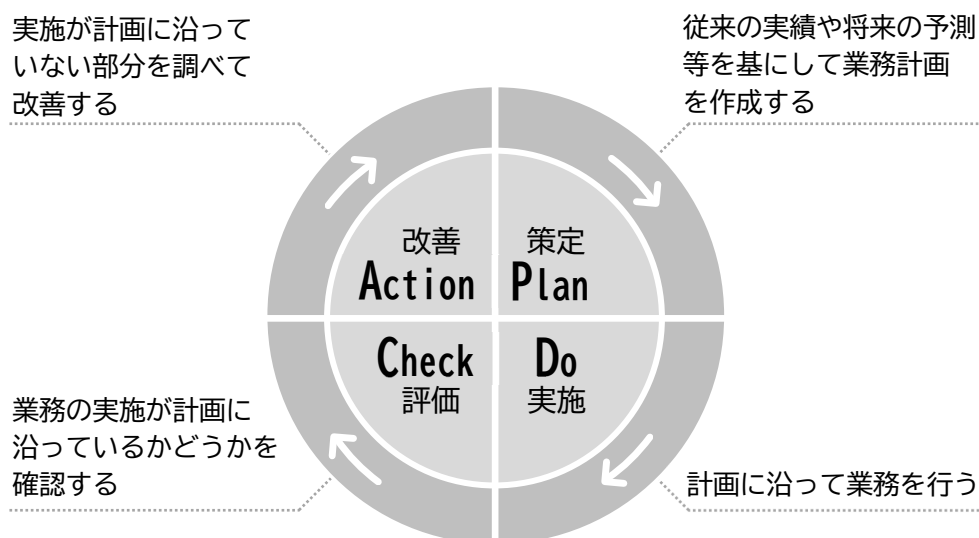 実施が計画に沿って
いない部分を調べて
改善する
従来の実績や将来の予測
等を基にして業務計画
を作成する
改善
Action
策定
Plan
Check
評価
Do
実施
業務の実施が計画に
沿っているかどうかを
確認する
計画に沿って業務を行う